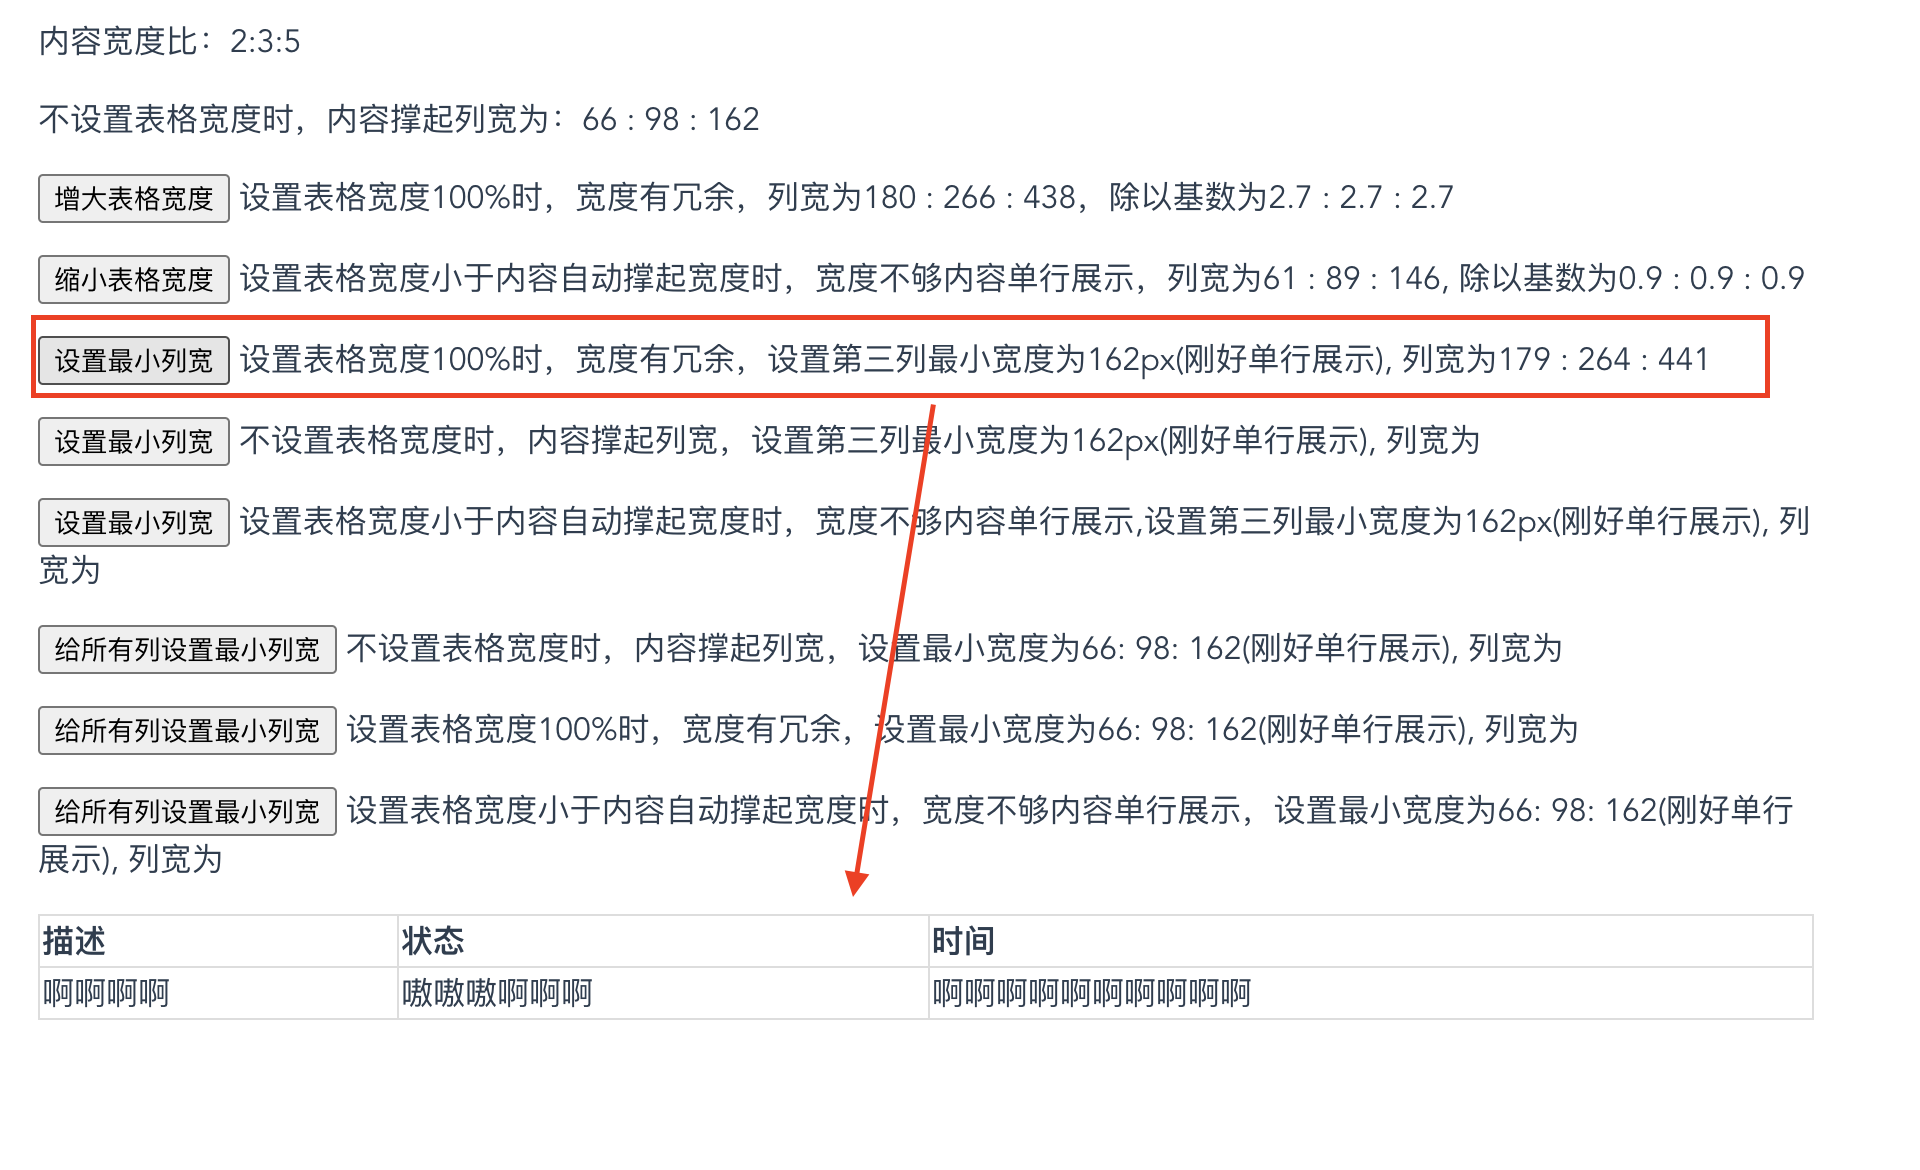 内容宽度比：2:3:5
不设置表格宽度时，内容撑起列宽为：66 : 98 : 162
增大表格宽度 设置表格宽度100%时，宽度有冗余，列宽为180 : 266 : 438，除以基数为2.7 : 2.7 : 2.7
缩小表格宽度 设置表格宽度小于内容自动撑起宽度时，宽度不够内容单行展示，列宽为61 : 89 : 146, 除以基数为0.9 : 0.9 : 0.9
设置最小列宽 设置表格宽度100%时，宽度有冗余，设置第三列最小宽度为162px(刚好单行展示), 列宽为179 : 264 : 441
设置最小列宽 不设置表格宽度时，内容撑起列宽，设置第三列最小宽度为162px(刚好单行展示), 列宽为
设置最小列宽 设置表格宽度小于内容自动撑起宽度时，宽度不够内容单行展示,设置第三列最小宽度为162px(刚好单行展示), 列
宽为
给所有列设置最小列宽 不设置表格宽度时，内容撑起列宽，设置最小宽度为66: 98: 162(刚好单行展示), 列宽为
给所有列设置最小列宽 设置表格宽度100%时，宽度有冗余，设置最小宽度为66: 98: 162(刚好单行展示), 列宽为
给所有列设置最小列宽 设置表格宽度小于内容自动撑起宽度时，宽度不够内容单行展示，设置最小宽度为66: 98: 162(刚好单行
展示), 列宽为
描述 状态 时间
啊啊啊啊 嗷嗷嗷啊啊啊 啊啊啊啊啊啊啊啊啊啊